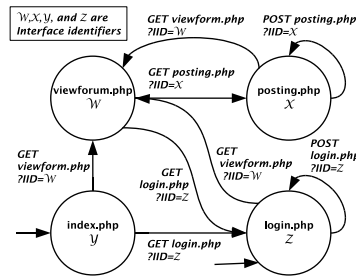 W,X,Y, and Z are
Interface identifiers
GET viewform.php
?IID=W
POST posting.php
?IID=X
viewforum.php
W
GET posting.php
?IID=X
posting.php
X
GET
viewform.php
?IID=W
GET
login.php
?IID=Z
GET
viewform.php
?IID=W
POST
login.php
?IID=Z
index.php
Y
GET login.php
?IID=Z
login.php
Z